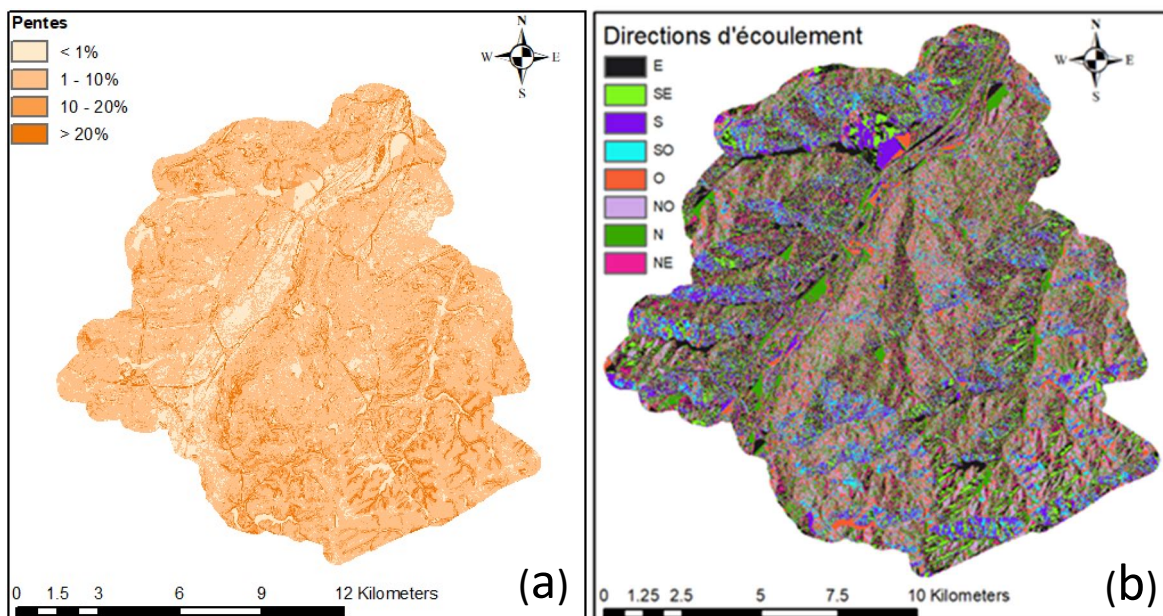 Pentes
< 1%
1 - 10%
10 - 20%
> 20%
N
W E
S
0 1.5 3 6 9 12 Kilometers
(a)
Directions d'écoulement
E
SE
S
SO
O
NO
N
NE
N
W E
S
0 1.25 2.5 5 7.5 10 Kilometers
(b)